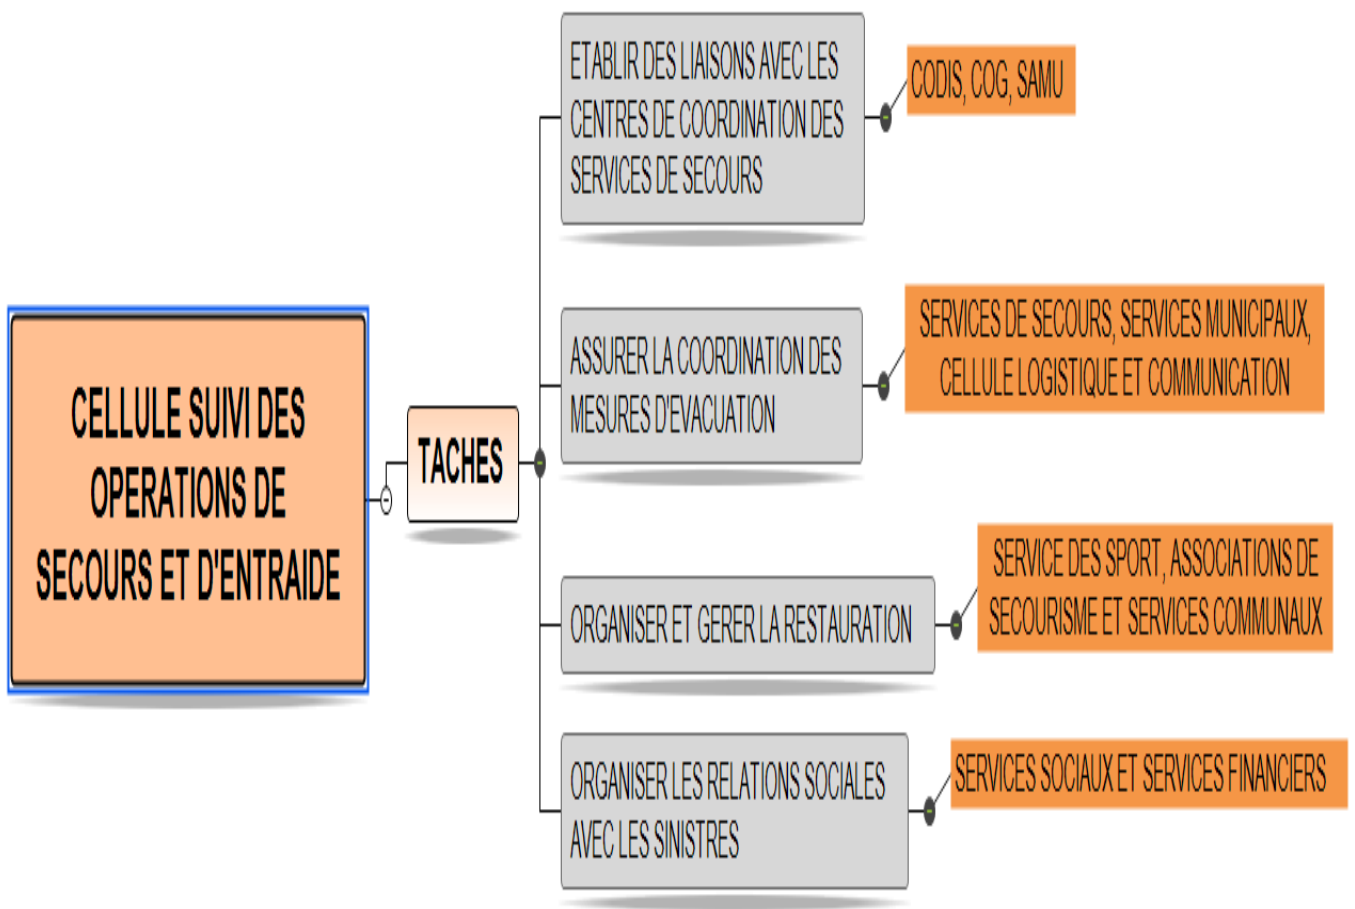 CELLULE SUIVI DES
OPERATIONS DE
SECOURS ET D'ENTRAIDE
TACHES
ETABLIR DES LIAISONS AVEC LES
CENTRES DE COORDINATION DES
SERVICES DE SECOURS
CODIS, COG, SAMU
ASSURER LA COORDINATION DES
MESURES D'EVACUATION
SERVICES DE SECOURS, SERVICES MUNICIPAUX,
CELLULE LOGISTIQUE ET COMMUNICATION
ORGANISER ET GERER LA RESTAURATION
SERVICE DES SPORT, ASSOCIATIONS DE
SECOURISME ET SERVICES COMMUNAUX
ORGANISER LES RELATIONS SOCIALES
AVEC LES SINISTRES
SERVICES SOCIAUX ET SERVICES FINANCIERS